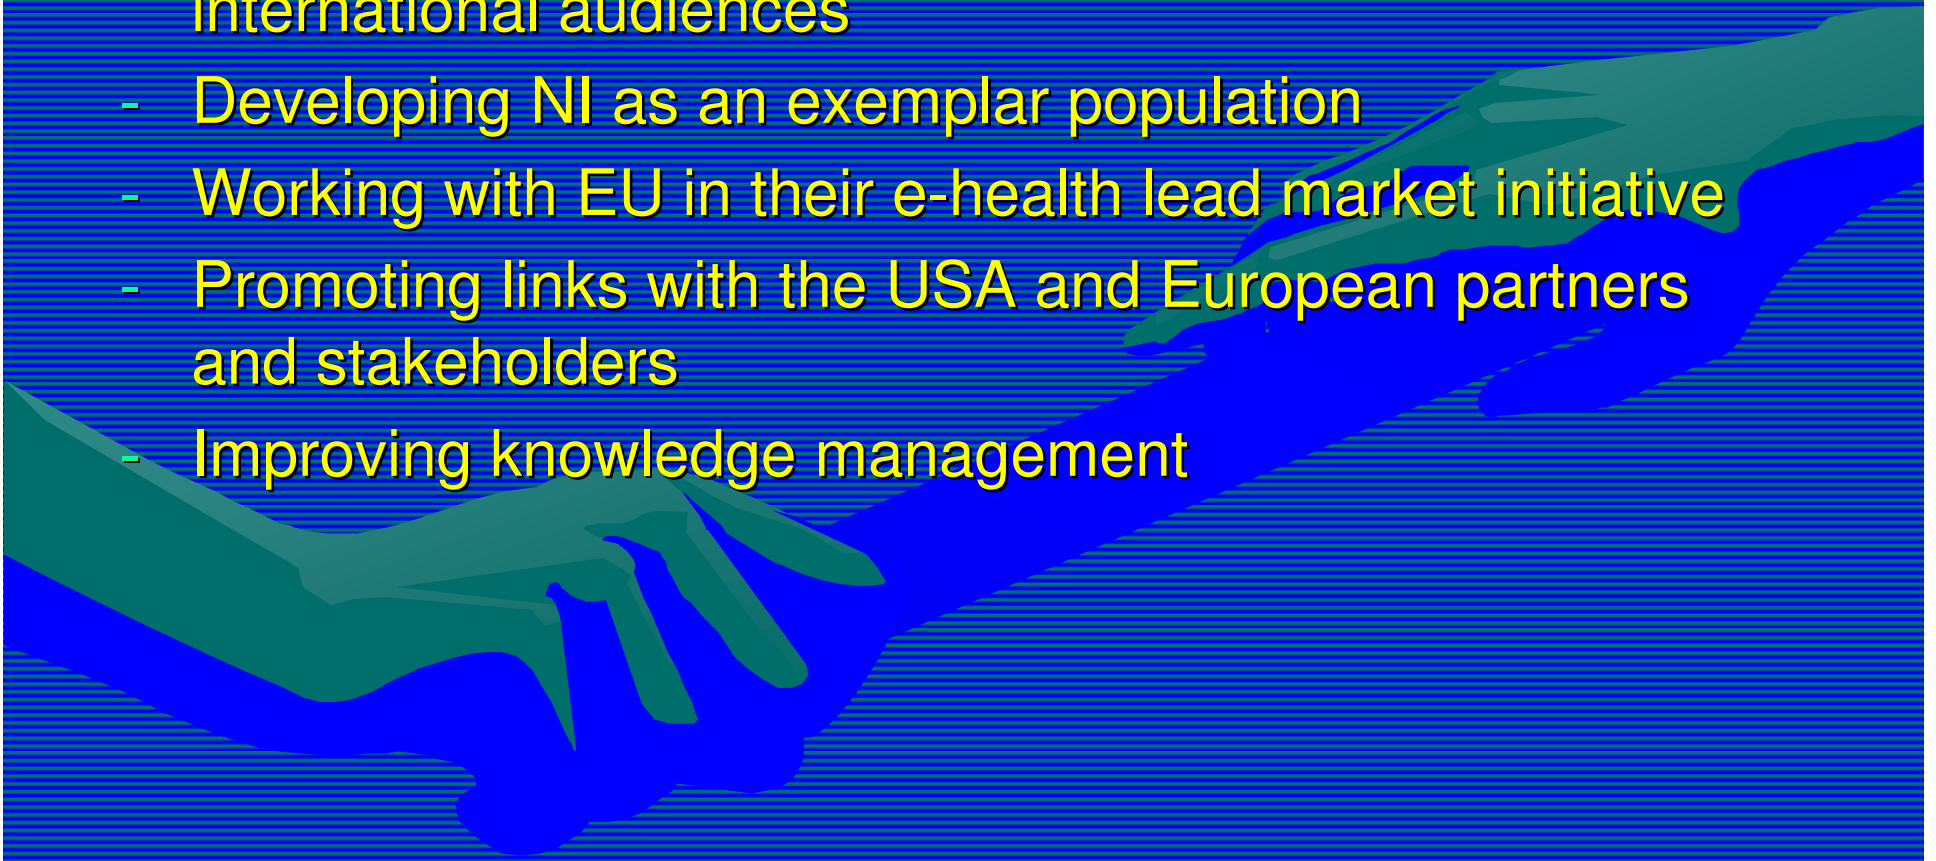 international audiences
- Developing NI as an exemplar population
- Working with EU in their e-health lead market initiative
- Promoting links with the USA and European partners
and stakeholders
- Improving knowledge management